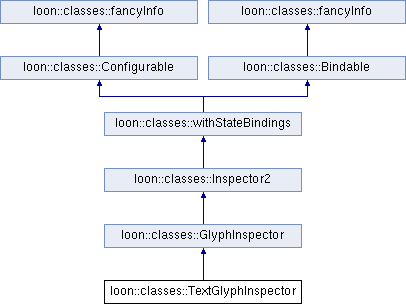 loon::classes::fancyInfo loon::classes::fancyInfo
loon::classes::Configurable loon::classes::Bindable
loon::classes::withStateBindings
loon::classes::Inspector2
loon::classes::GlyphInspector
loon::classes::TextGlyphInspector